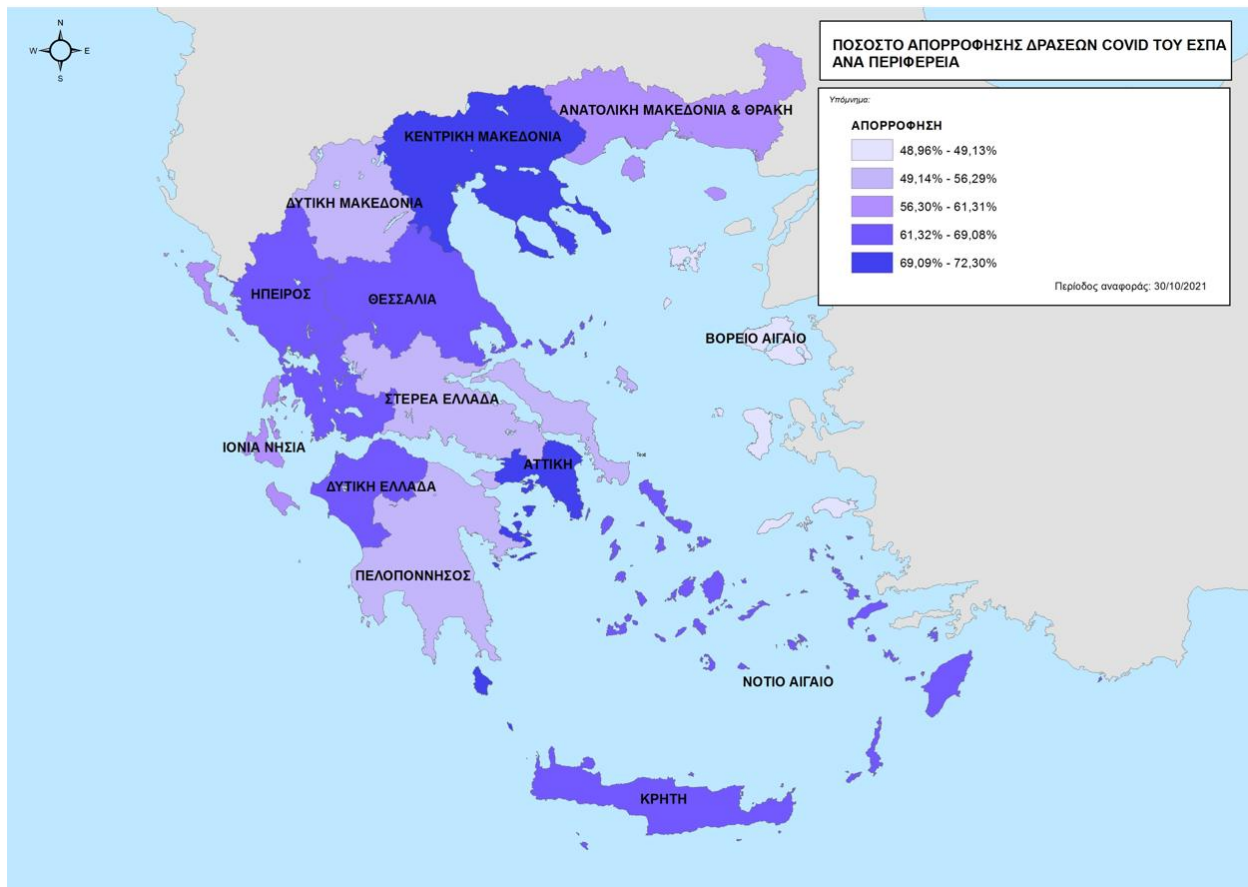 N
W E
S
ΠΟΣΟΣΤΟ ΑΠΟΡΡΟΦΗΣΗΣ ΔΡΑΣΕΩΝ COVID ΤΟΥ ΕΣΠΑ
ΑΝΑ ΠΕΡΙΦΕΡΕΙΑ
Υπόμνημα:
ΑΠΟΡΡΟΦΗΣΗ
48,96% - 49,13%
49,14% - 56,29%
56,30% - 61,31%
61,32% - 69,08%
69,09% - 72,30%
Περίοδος αναφοράς: 30/10/2021
ΑΝΑΤΟΛΙΚΗ ΜΑΚΕΔΟΝΙΑ & ΘΡΑΚΗ
ΚΕΝΤΡΙΚΗ ΜΑΚΕΔΟΝΙΑ
ΔΥΤΙΚΗ ΜΑΚΕΔΟΝΙΑ
ΗΠΕΙΡΟΣ
ΘΕΣΣΑΛΙΑ
ΒΟΡΕΙΟ ΑΙΓΑΙΟ
ΣΤΕΡΕΑ ΕΛΛΑΔΑ
ΙΟΝΙΑ ΝΗΣΙΑ
Text
ΑΤΤΙΚΗ
ΔΥΤΙΚΗ ΕΛΛΑΔΑ
ΠΕΛΟΠΟΝΝΗΣΟΣ
ΝΟΤΙΟ ΑΙΓΑΙΟ
ΚΡΗΤΗ